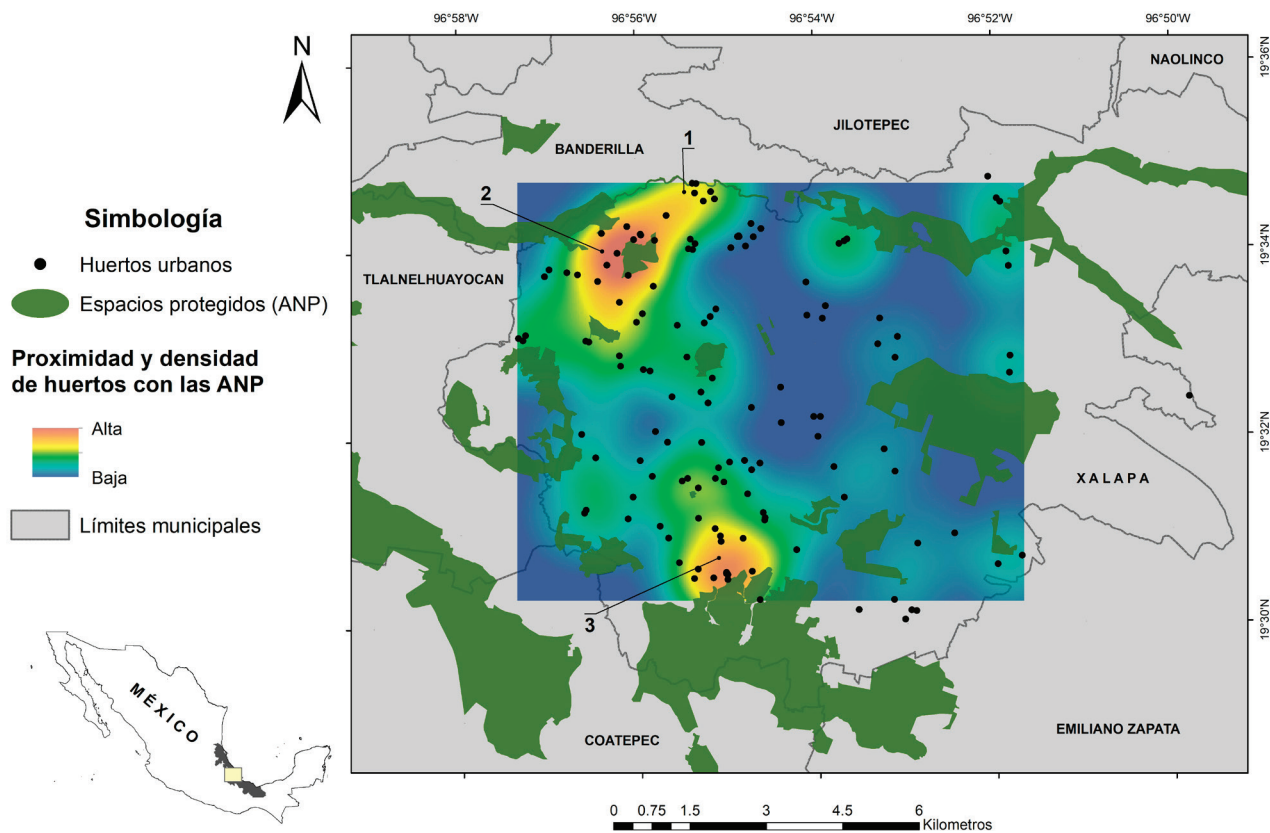 96°58'W 96°56'W 96°54'W 96°52'W 96°50'W
N
19°36'N
19°34'N
19°32'N
19°30'N
NAOLINCO
JILOTEPEC
BANDERILLA
1
2
TLALNELHUAYOCAN
XALAPA
3
COATEPEC
EMILIANO ZAPATA
Simbología
Huertos urbanos
Espacios protegidos (ANP)
Proximidad y densidad
de huertos con las ANP
Alta
Baja
Límites municipales
MÉXICO
0 0.75 1.5 3 4.5 6
Kilometros